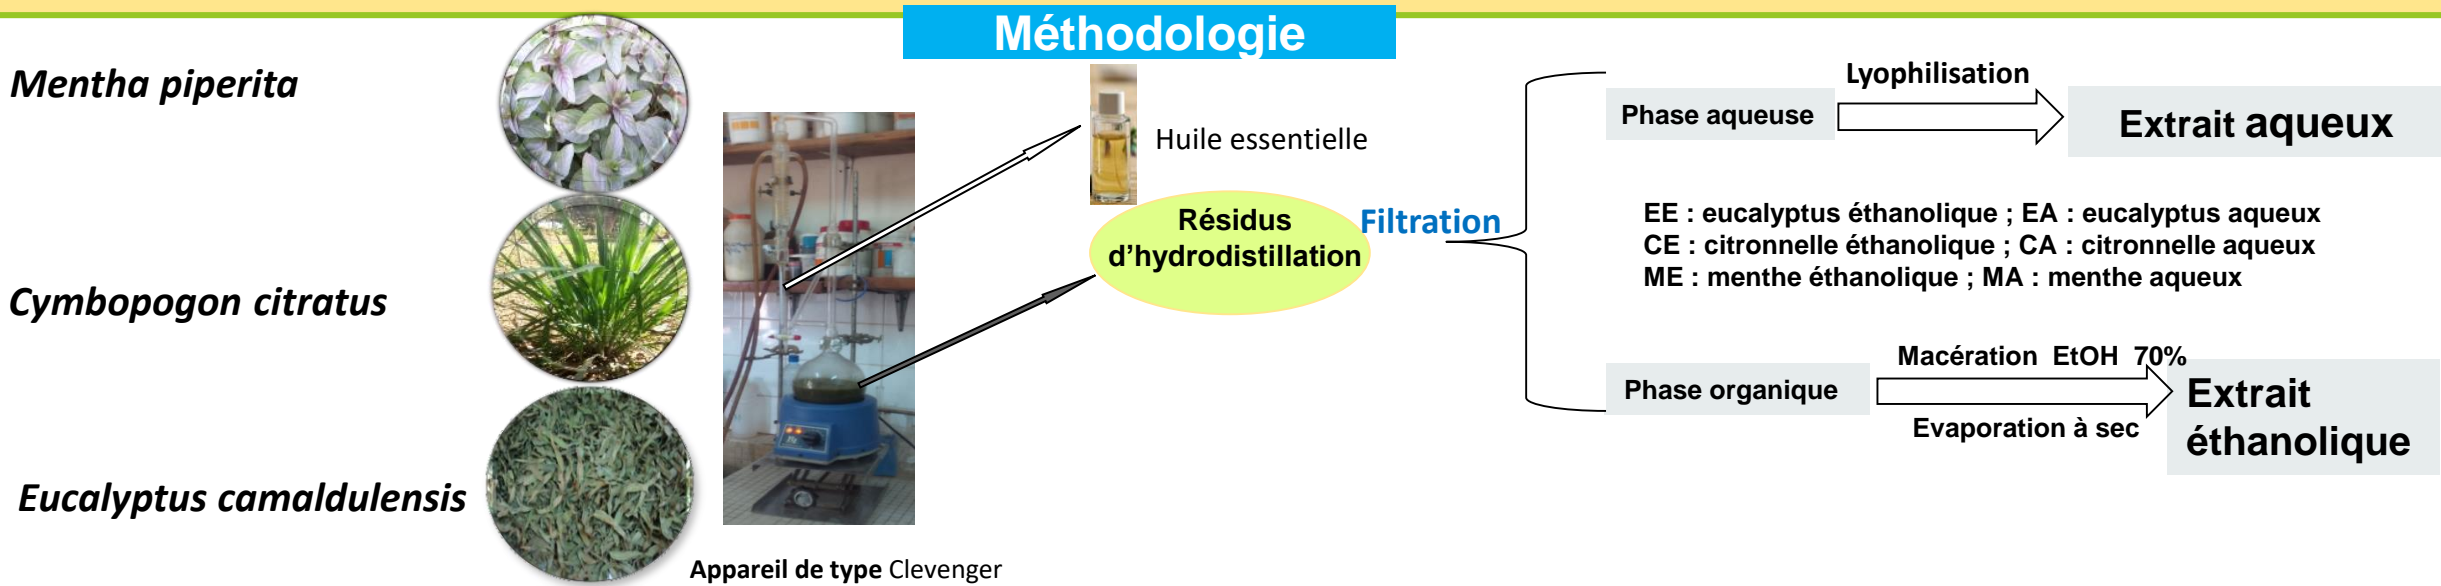 Méthodologie
Mentha piperita
Cymbopogon citratus
Eucalyptus camaldulensis
Appareil de type Clevenger
Huile essentielle
Résidus
d'hydrodistillation
Filtration
Phase aqueuse
Lyophilisation
Extrait aqueux
EE : eucalyptus éthanolique ; EA : eucalyptus aqueux
CE : citronnelle éthanolique ; CA : citronnelle aqueux
ME : menthe éthanolique ; MA : menthe aqueux
Phase organique
Macération EtOH 70%
Evaporation à sec
Extrait
éthanolique